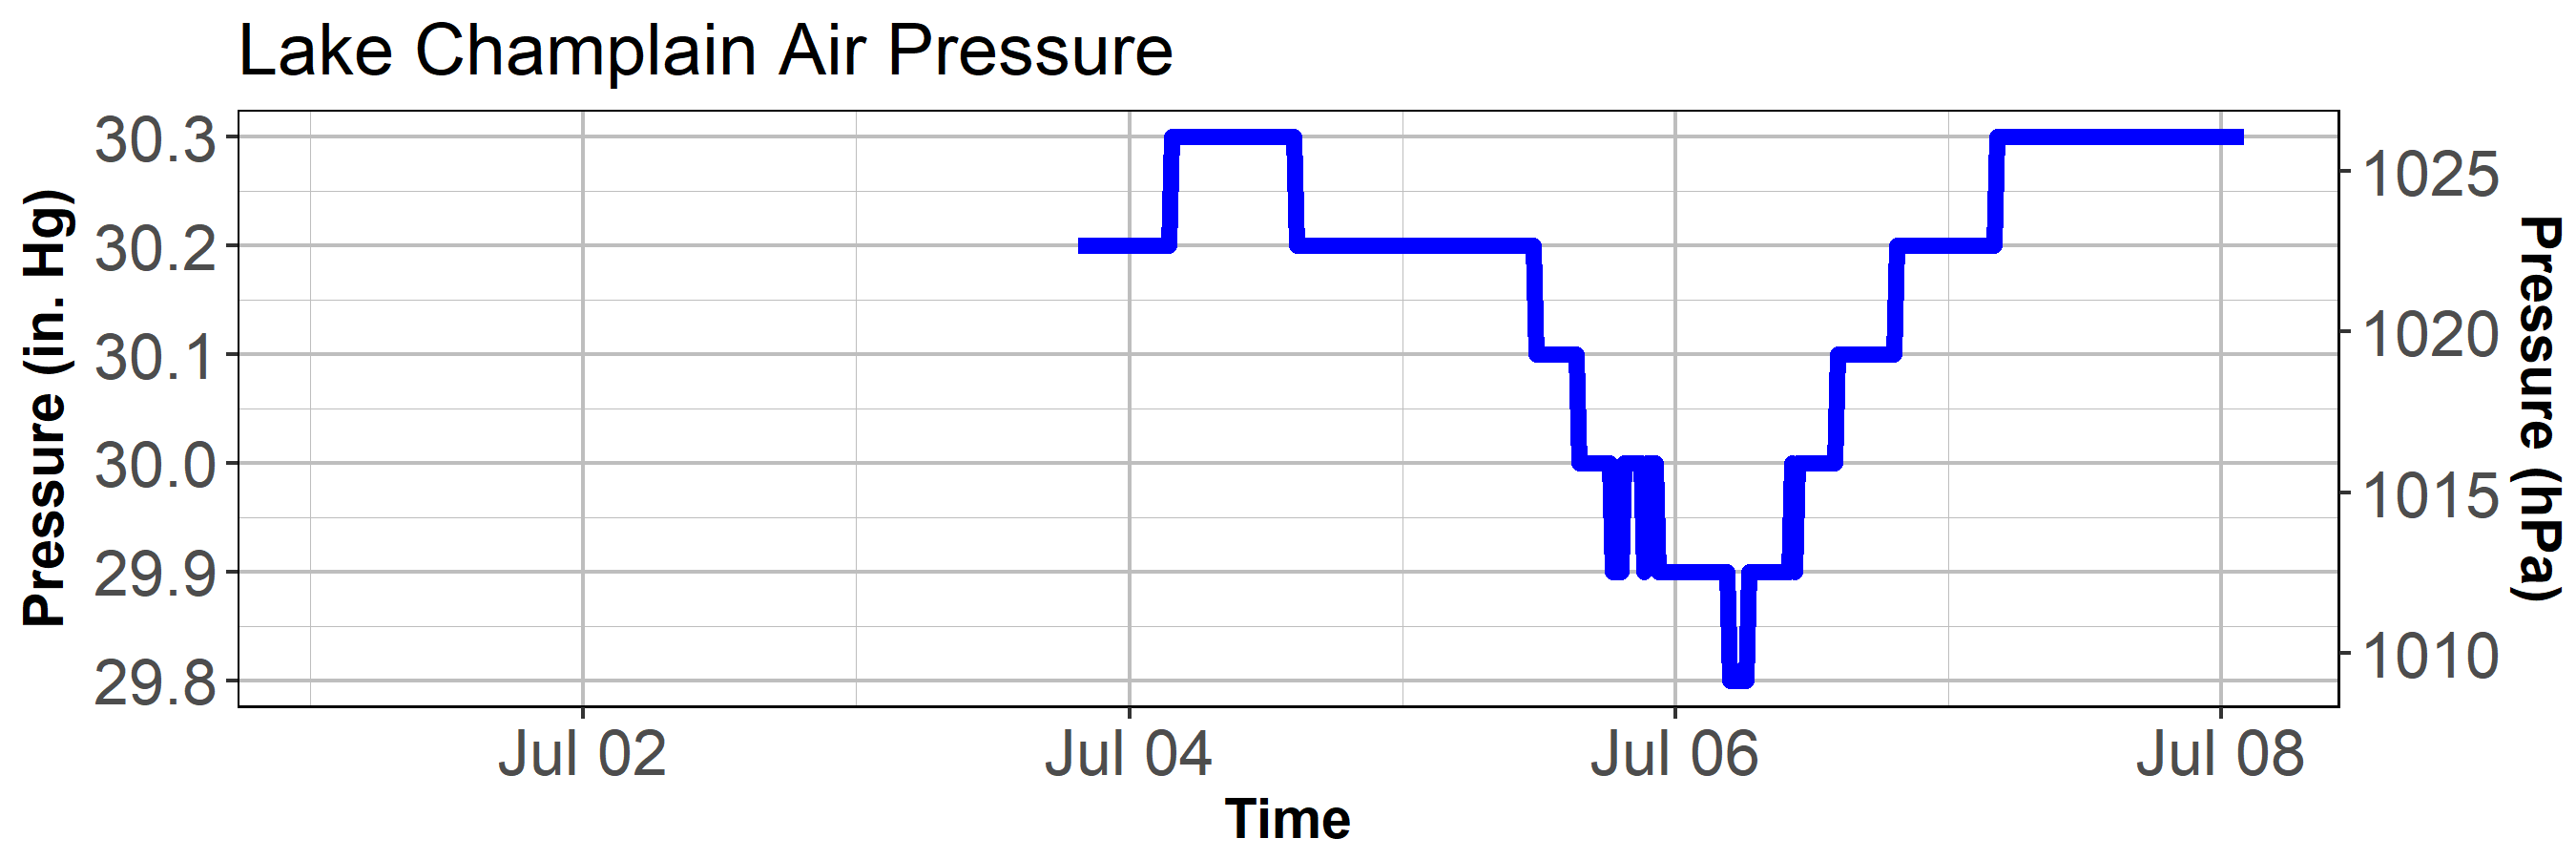 Lake Champlain Air Pressure
Pressure (in. Hg)
30.3
30.2
30.1
30.0
29.9
29.8
1025
1020
1015
1010
Pressure (hPa)
Jul 02 Jul 04 Jul 06 Jul 08
Time